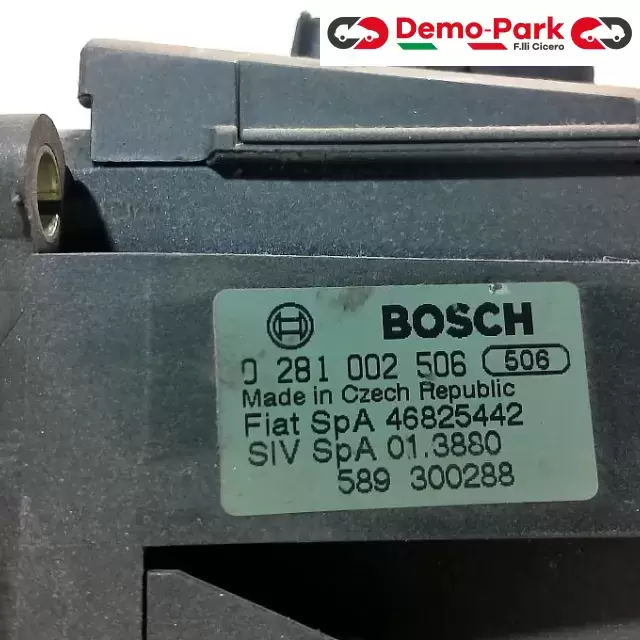 Demo-Park
F.lli Cicero
BOSCH
0 281 002 506 506
Made in Czech Republic
Fiat SpA 46825442
SIV SpA 01.3880
589 300288